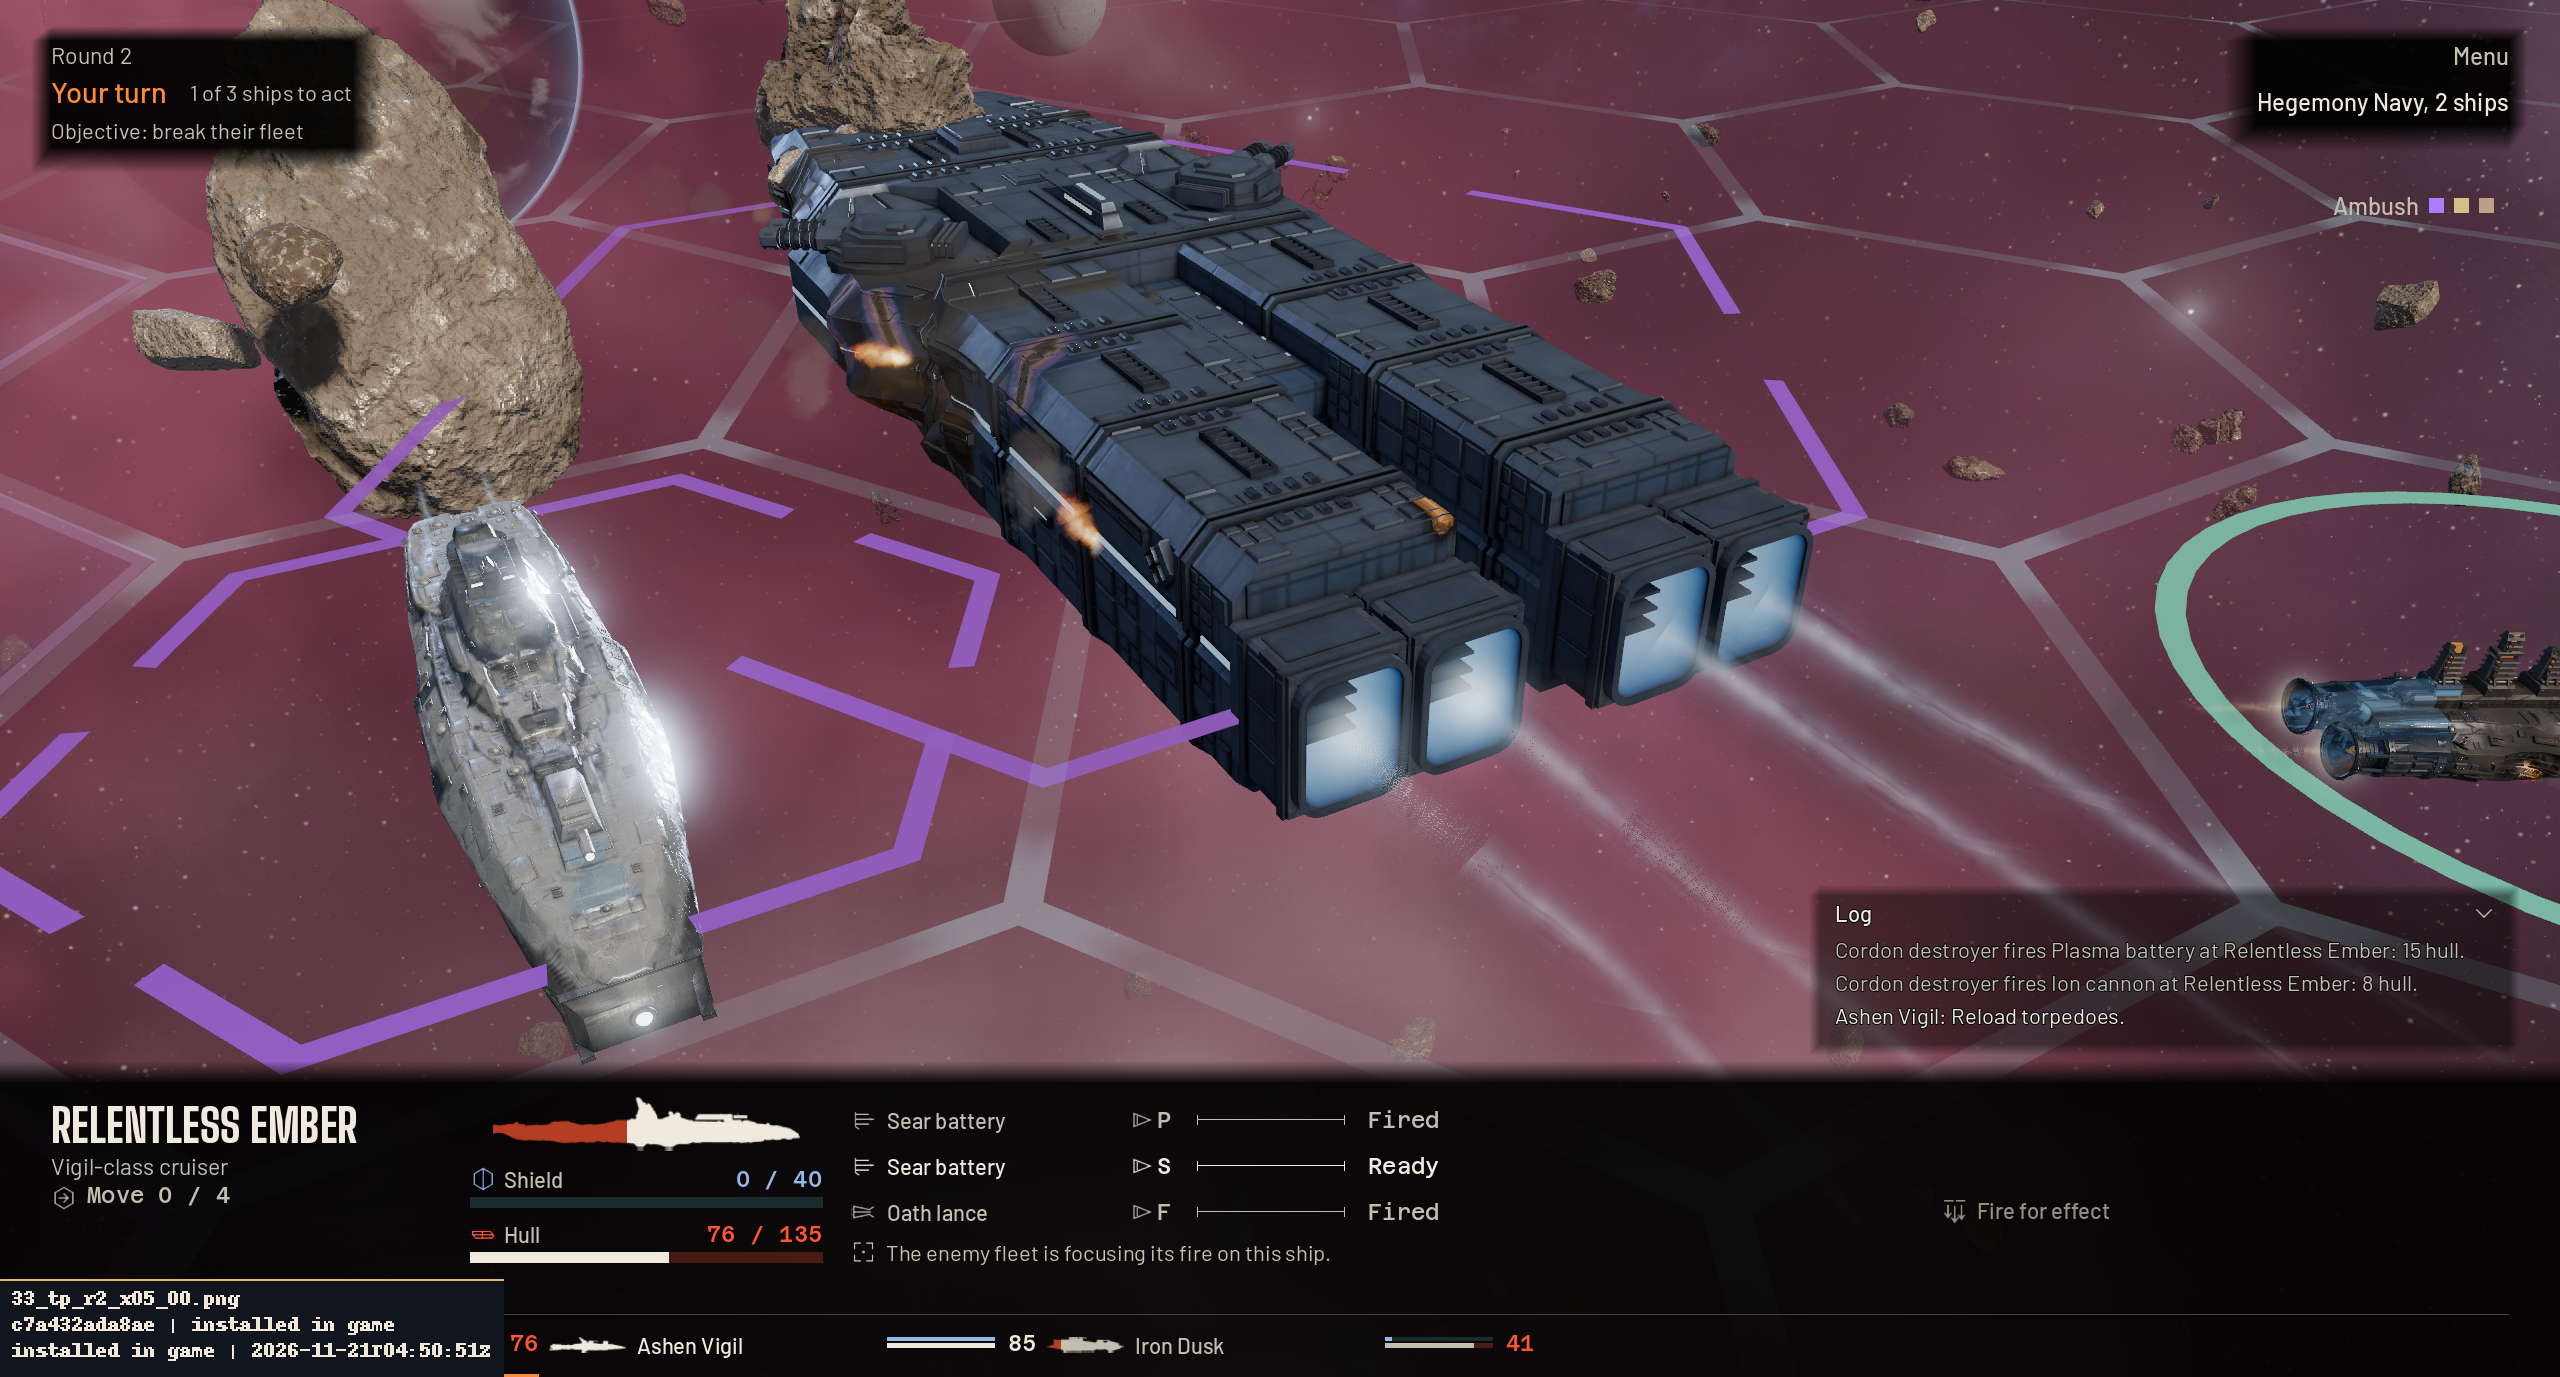 Round 2
Your turn 1 of 3 ships to act
Objective: break their fleet
Menu
Hegemony Navy, 2 ships
Ambush
Log
Cordon destroyer fires Plasma battery at Relentless Ember: 15 hull.
Cordon destroyer fires Ion cannon at Relentless Ember: 8 hull.
Ashen Vigil: Reload torpedoes.
RELENTLESS EMBER
Vigil-class cruiser
Move 0 / 4
Shield 0 / 40
Hull 76 / 135
Sear battery P Fired
Sear battery S Ready
Oath lance F Fired
The enemy fleet is focusing its fire on this ship.
Fire for effect
33_tp_r2_x05_00.png
c7a432ada8ae | installed in game
installed in game | 2026-11-21r04:50:51z
76 Ashen Vigil 85 Iron Dusk 41